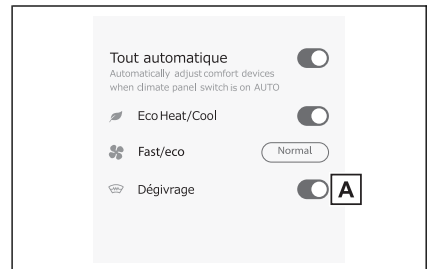 Tout automatique
Automatically adjust comfort devices
when climate panel switch is on AUTO
Eco Heat/Cool
Fast/eco
Normal
Dégivrage
A